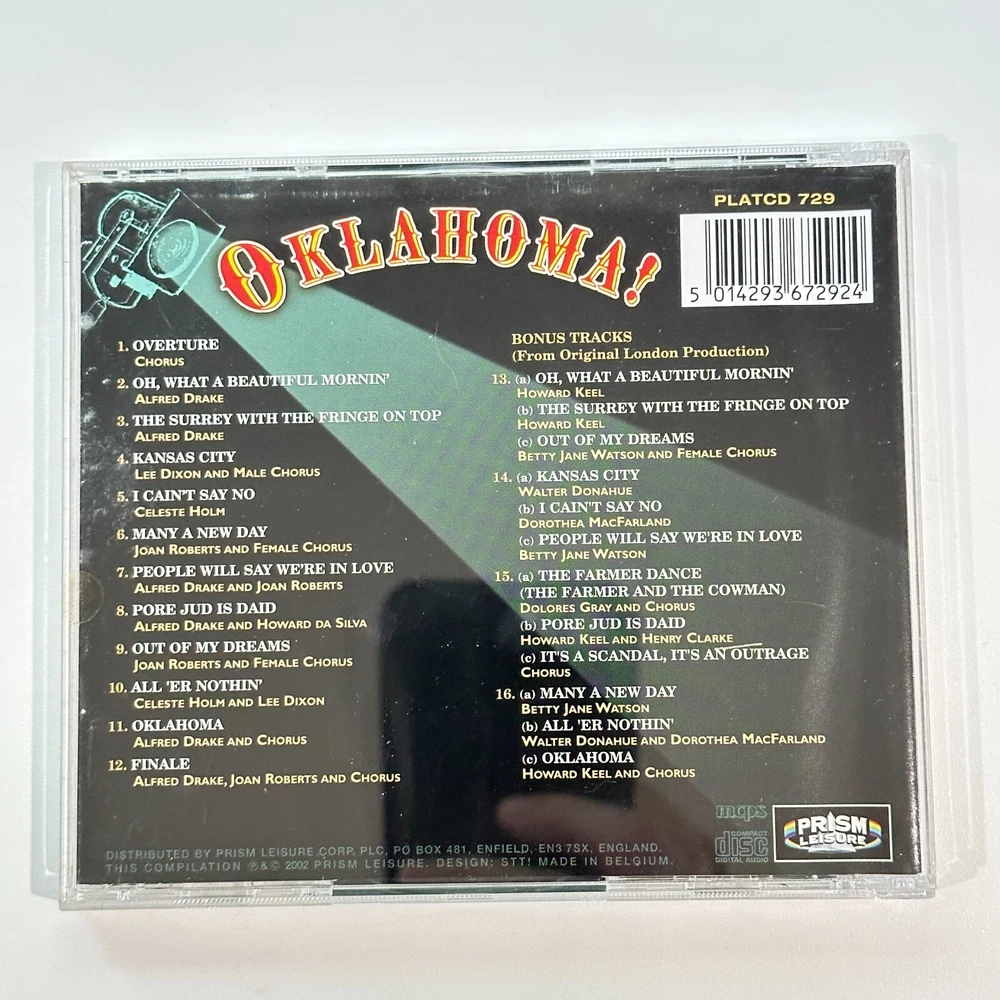 PLATCD 729
OKLAHOMA!
5 014293 672924
1. OVERTURE
CHORUS
2. OH, WHAT A BEAUTIFUL MORNIN'
ALFRED DRAKE
3. THE SURREY WITH THE FRINGE ON TOP
ALFRED DRAKE
4. KANSAS CITY
LEE DIXON AND MALE CHORUS
5. I CAIN'T SAY NO
CELESTE HOLM
6. MANY A NEW DAY
JOAN ROBERTS AND FEMALE CHORUS
7. PEOPLE WILL SAY WE'RE IN LOVE
ALFRED DRAKE AND JOAN ROBERTS
8. PORE JUD IS DAID
ALFRED DRAKE AND HOWARD DA SILVA
9. OUT OF MY DREAMS
JOAN ROBERTS AND FEMALE CHORUS
10. ALL 'ER NOTHIN'
CELESTE HOLM AND LEE DIXON
11. OKLAHOMA
ALFRED DRAKE AND CHORUS
12. FINALE
ALFRED DRAKE, JOAN ROBERTS AND CHORUS
BONUS TRACKS
(From Original London Production)
13. (a) OH, WHAT A BEAUTIFUL MORNIN'
HOWARD KEEL
(b) THE SURREY WITH THE FRINGE ON TOP
HOWARD KEEL
(c) OUT OF MY DREAMS
BETTY JANE WATSON AND FEMALE CHORUS
14. (a) KANSAS CITY
WALTER DONAHUE
(b) I CAIN'T SAY NO
DOROTHEA MACFARLAND
(c) PEOPLE WILL SAY WE'RE IN LOVE
BETTY JANE WATSON
15. (a) THE FARMER DANCE
(THE FARMER AND THE COWMAN)
DOLORES GRAY AND CHORUS
(b) PORE JUD IS DAID
HOWARD KEEL AND HENRY CLARKE
(c) IT'S A SCANDAL, IT'S AN OUTRAGE
CHORUS
16. (a) MANY A NEW DAY
BETTY JANE WATSON
(b) ALL 'ER NOTHIN'
WALTER DONAHUE AND DOROTHEA MACFARLAND
(c) OKLAHOMA
HOWARD KEEL AND CHORUS
mcps
COMPACT
disc
DIGITAL AUDIO
PRISM
LEISURE
DISTRIBUTED BY PRISM LEISURE CORP. PLC, PO BOX 481, ENFIELD, EN3 7SX, ENGLAND.
THIS COMPILATION ℗ & © 2002 PRISM LEISURE. DESIGN: STT! MADE IN BELGIUM.